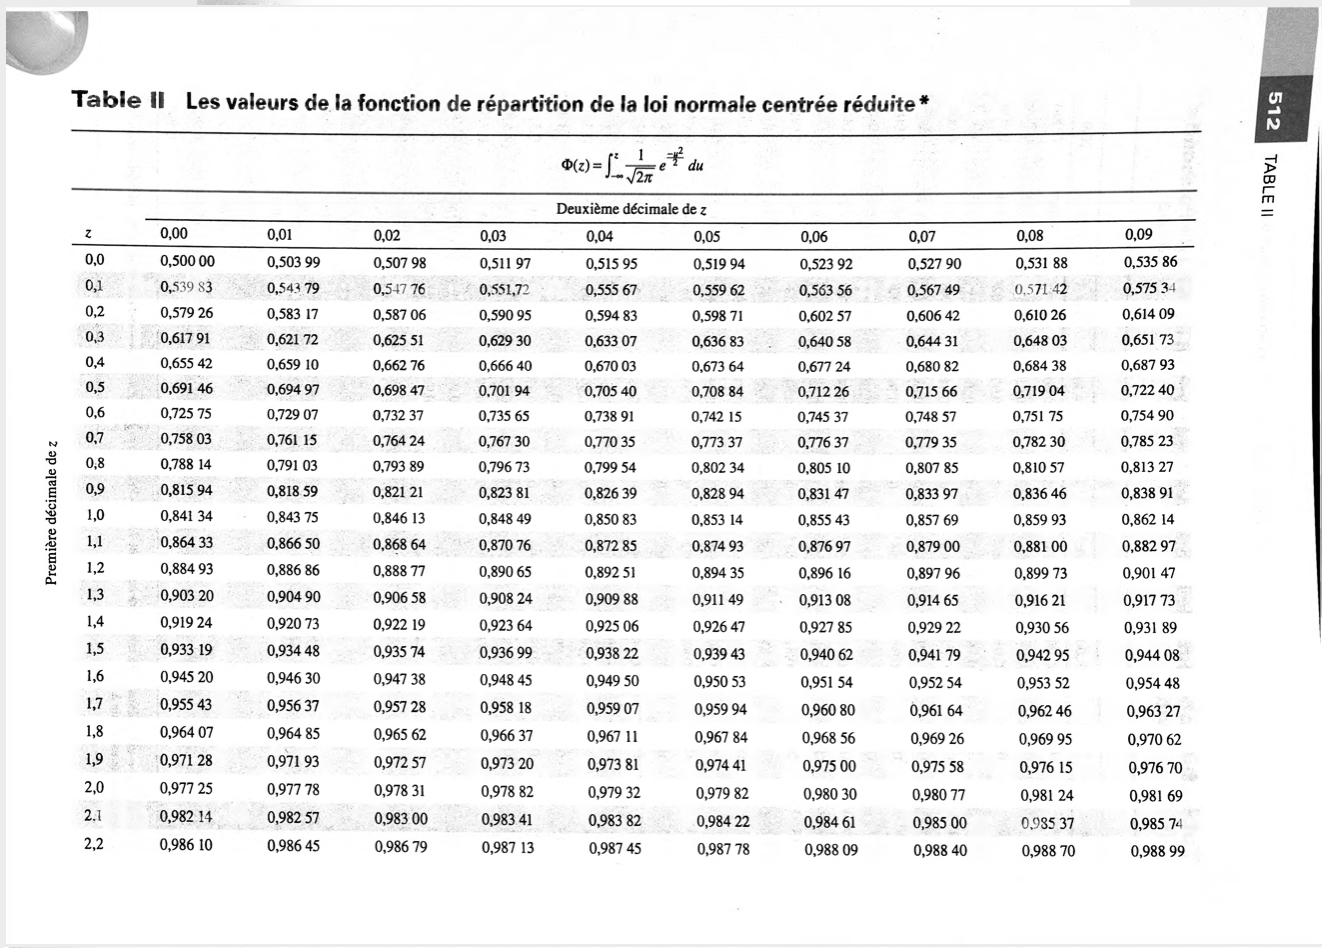 Table II Les valeurs de la fonction de répartition de la loi normale centrée réduite*
Φ(z) = ∫_{-∞}^{z} 1/√2π e^{-u²/2} du
Deuxième décimale de z
z 0,00 0,01 0,02 0,03 0,04 0,05 0,06 0,07 0,08 0,09
0,0 0,500 00 0,503 99 0,507 98 0,511 97 0,515 95 0,519 94 0,523 92 0,527 90 0,531 88 0,535 86
0,1 0,539 83 0,543 79 0,547 76 0,551,72 0,555 67 0,559 62 0,563 56 0,567 49 0,571 42 0,575 34
0,2 0,579 26 0,583 17 0,587 06 0,590 95 0,594 83 0,598 71 0,602 57 0,606 42 0,610 26 0,614 09
0,3 0,617 91 0,621 72 0,625 51 0,629 30 0,633 07 0,636 83 0,640 58 0,644 31 0,648 03 0,651 73
0,4 0,655 42 0,659 10 0,662 76 0,666 40 0,670 03 0,673 64 0,677 24 0,680 82 0,684 38 0,687 93
0,5 0,691 46 0,694 97 0,698 47 0,701 94 0,705 40 0,708 84 0,712 26 0,715 66 0,719 04 0,722 40
0,6 0,725 75 0,729 07 0,732 37 0,735 65 0,738 91 0,742 15 0,745 37 0,748 57 0,751 75 0,754 90
0,7 0,758 03 0,761 15 0,764 24 0,767 30 0,770 35 0,773 37 0,776 37 0,779 35 0,782 30 0,785 23
0,8 0,788 14 0,791 03 0,793 89 0,796 73 0,799 54 0,802 34 0,805 10 0,807 85 0,810 57 0,813 27
0,9 0,815 94 0,818 59 0,821 21 0,823 81 0,826 39 0,828 94 0,831 47 0,833 97 0,836 46 0,838 91
1,0 0,841 34 0,843 75 0,846 13 0,848 49 0,850 83 0,853 14 0,855 43 0,857 69 0,859 93 0,862 14
1,1 0,864 33 0,866 50 0,868 64 0,870 76 0,872 85 0,874 93 0,876 97 0,879 00 0,881 00 0,882 97
1,2 0,884 93 0,886 86 0,888 77 0,890 65 0,892 51 0,894 35 0,896 16 0,897 96 0,899 73 0,901 47
1,3 0,903 20 0,904 90 0,906 58 0,908 24 0,909 88 0,911 49 0,913 08 0,914 65 0,916 21 0,917 73
1,4 0,919 24 0,920 73 0,922 19 0,923 64 0,925 06 0,926 47 0,927 85 0,929 22 0,930 56 0,931 89
1,5 0,933 19 0,934 48 0,935 74 0,936 99 0,938 22 0,939 43 0,940 62 0,941 79 0,942 95 0,944 08
1,6 0,945 20 0,946 30 0,947 38 0,948 45 0,949 50 0,950 53 0,951 54 0,952 54 0,953 52 0,954 48
1,7 0,955 43 0,956 37 0,957 28 0,958 18 0,959 07 0,959 94 0,960 80 0,961 64 0,962 46 0,963 27
1,8 0,964 07 0,964 85 0,965 62 0,966 37 0,967 11 0,967 84 0,968 56 0,969 26 0,969 95 0,970 62
1,9 0,971 28 0,971 93 0,972 57 0,973 20 0,973 81 0,974 41 0,975 00 0,975 58 0,976 15 0,976 70
2,0 0,977 25 0,977 78 0,978 31 0,978 82 0,979 32 0,979 82 0,980 30 0,980 77 0,981 24 0,981 69
2,1 0,982 14 0,982 57 0,983 00 0,983 41 0,983 82 0,984 22 0,984 61 0,985 00 0,985 37 0,985 74
2,2 0,986 10 0,986 45 0,986 79 0,987 13 0,987 45 0,987 78 0,988 09 0,988 40 0,988 70 0,988 99
Première décimale de z
512
TABLE II